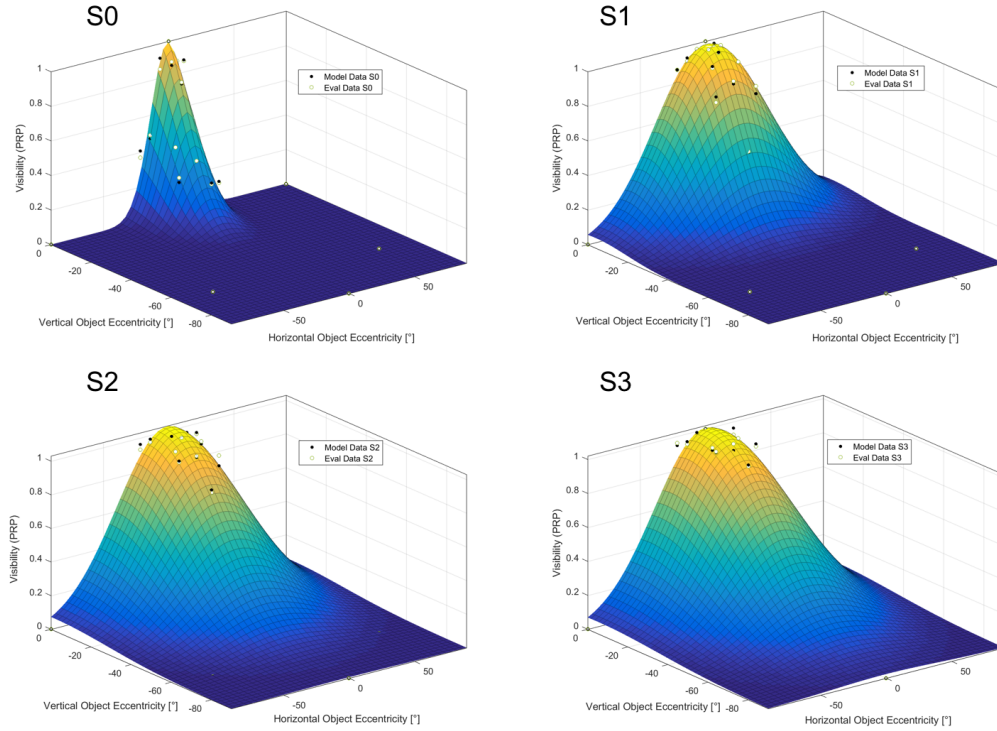 S0
Model Data S0
Eval Data S0
Visibility (PRP)
1
0.8
0.6
0.4
0.2
0
0
-20
-40
-60
-80
-50
0
50
Vertical Object Eccentricity [°]
Horizontal Object Eccentricity [°]
S1
Model Data S1
Eval Data S1
Visibility (PRP)
1
0.8
0.6
0.4
0.2
0
0
-20
-40
-60
-80
-50
0
50
Vertical Object Eccentricity [°]
Horizontal Object Eccentricity [°]
S2
Model Data S2
Eval Data S2
Visibility (PRP)
1
0.8
0.6
0.4
0.2
0
0
-20
-40
-60
-80
-50
0
50
Vertical Object Eccentricity [°]
Horizontal Object Eccentricity [°]
S3
Model Data S3
Eval Data S3
Visibility (PRP)
1
0.8
0.6
0.4
0.2
0
0
-20
-40
-60
-80
-50
0
50
Vertical Object Eccentricity [°]
Horizontal Object Eccentricity [°]